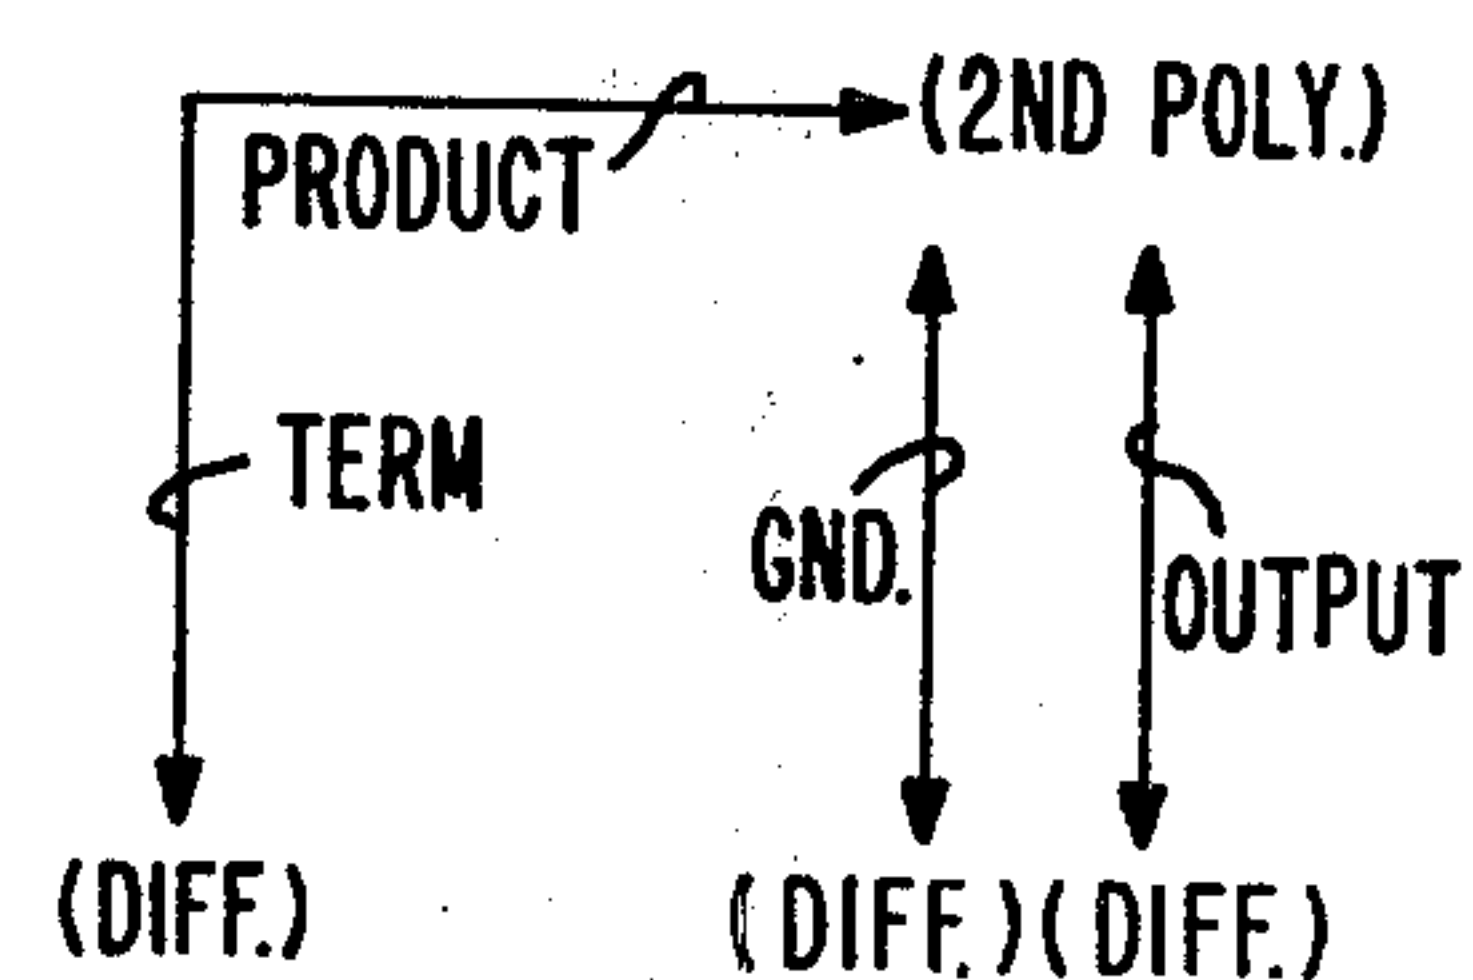 (2ND POLY.)
PRODUCT
TERM
GND.
OUTPUT
(DIFF.)
(DIFF.)(DIFF.)